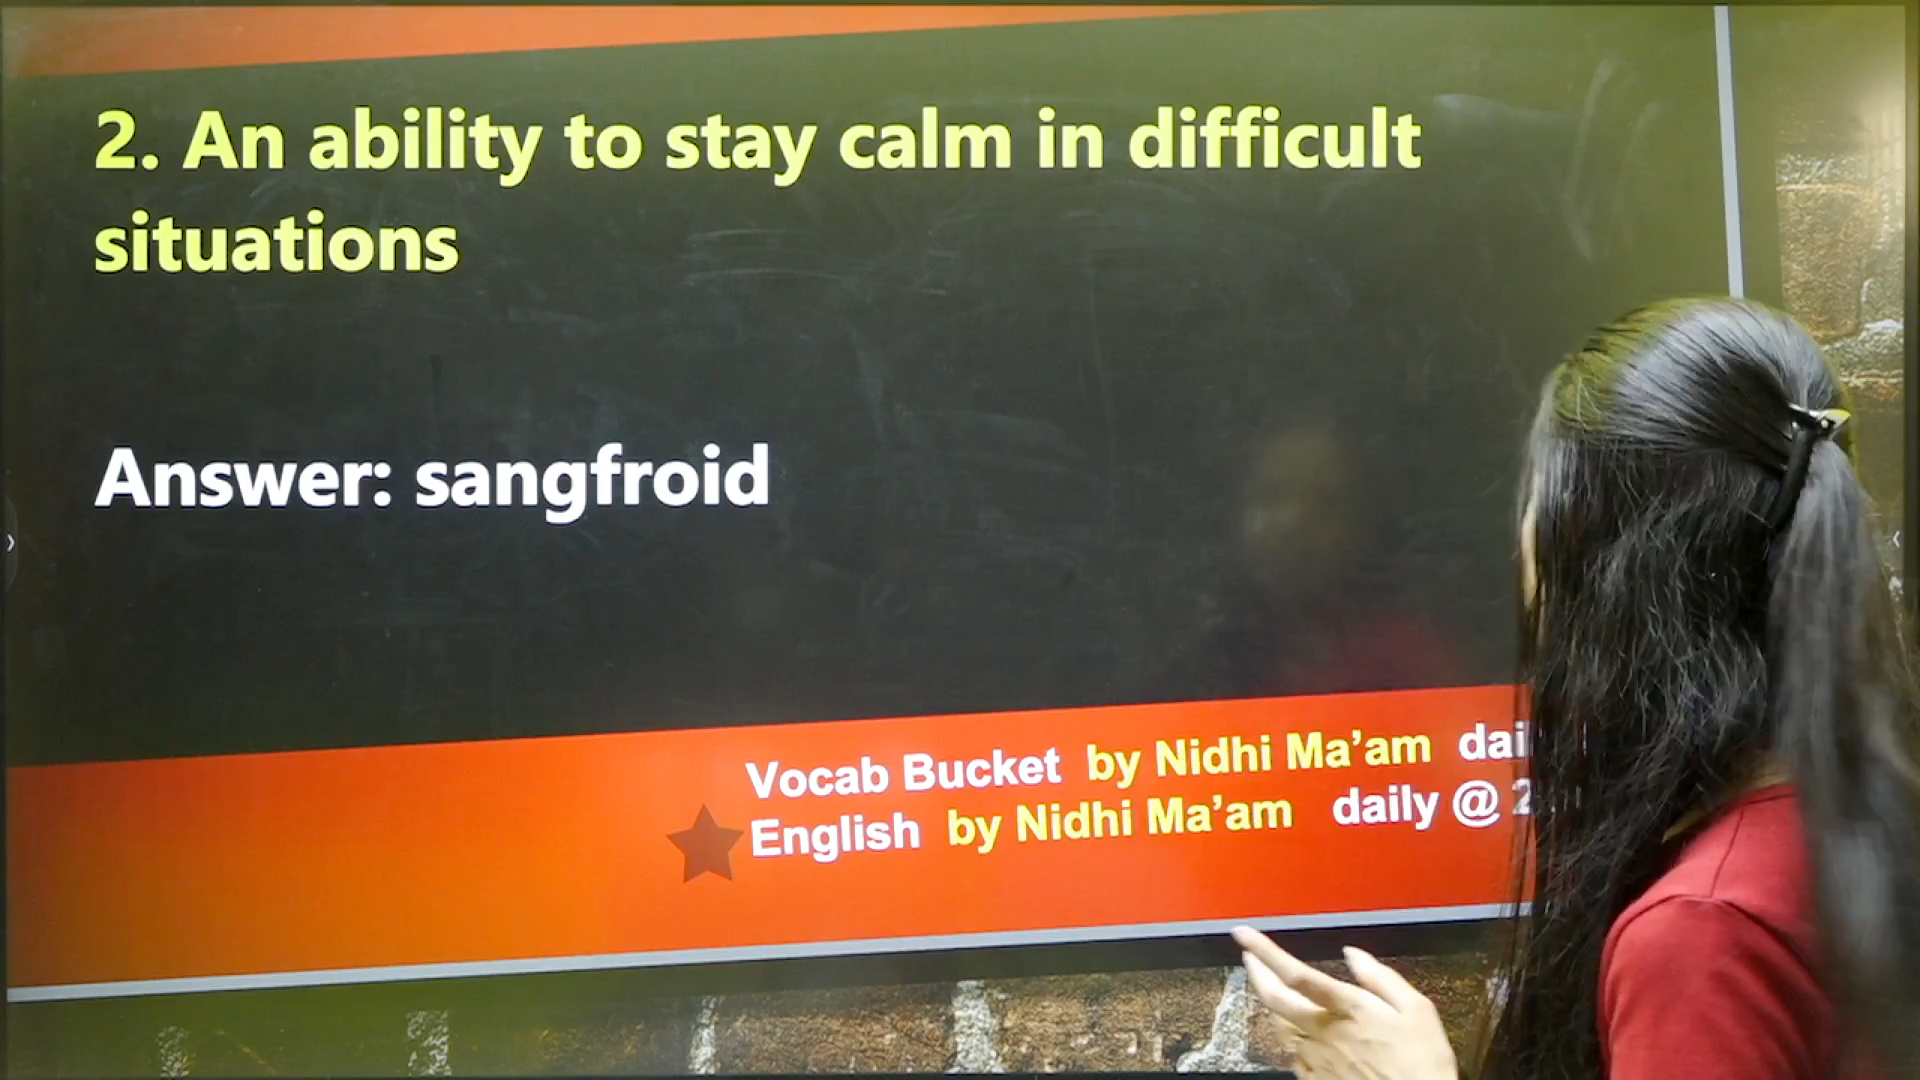 2. An ability to stay calm in difficult
situations
Answer: sangfroid
Vocab Bucket by Nidhi Ma’am
English by Nidhi Ma’am daily @